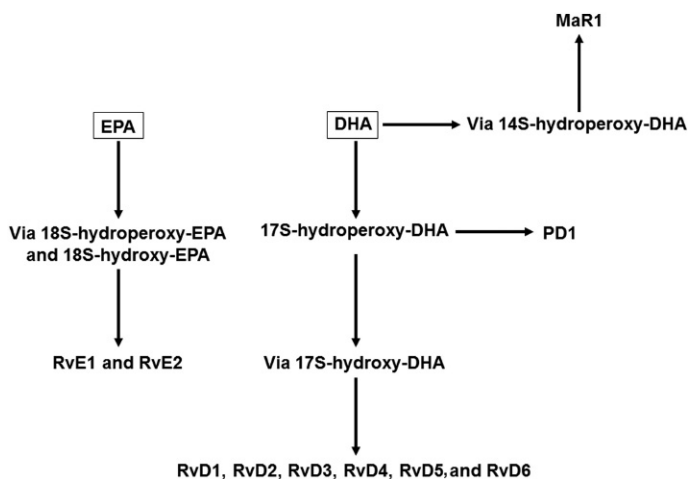 MaR1
EPA
DHA
Via 14S-hydroperoxy-DHA
Via 18S-hydroperoxy-EPA
and 18S-hydroxy-EPA
17S-hydroperoxy-DHA
PD1
RvE1 and RvE2
Via 17S-hydroxy-DHA
RvD1, RvD2, RvD3, RvD4, RvD5, and RvD6